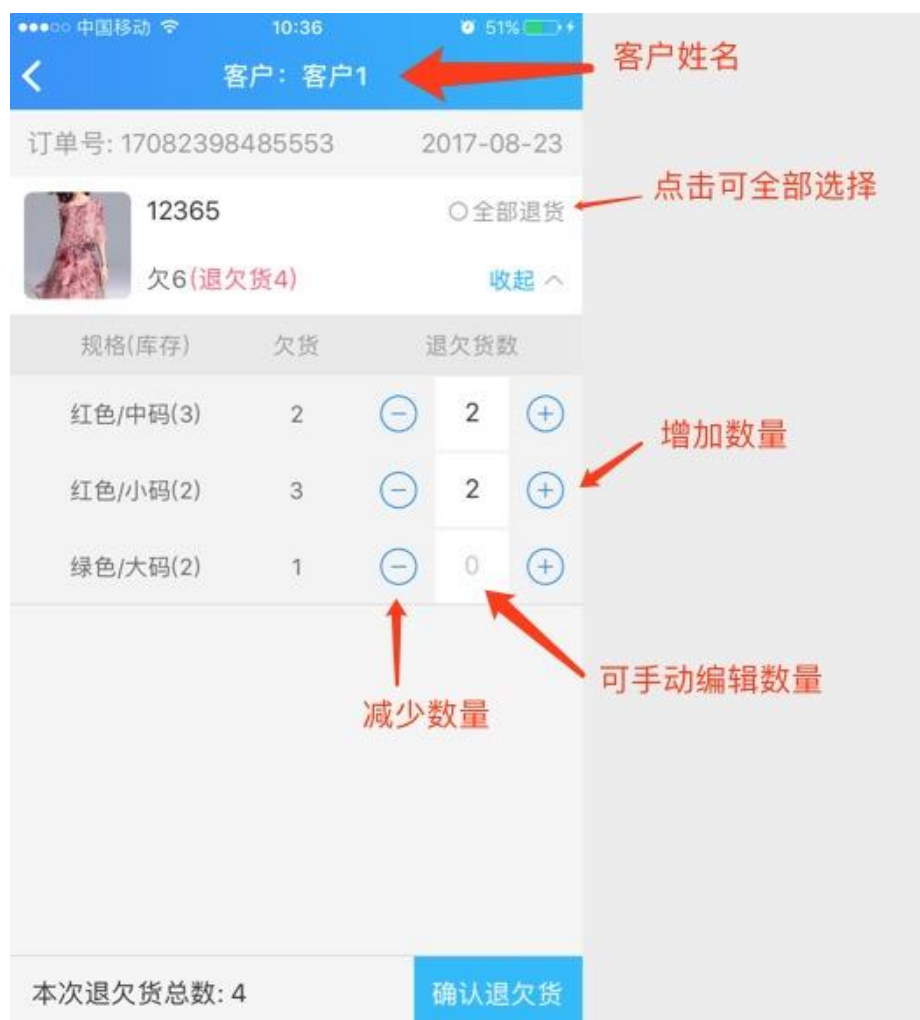 中国移动 10:36 51%
客户：客户1
客户姓名
订单号: 17082398485553 2017-08-23
12365 全部退货
点击可全部选择
欠6(退欠货4) 收起
规格(库存) 欠货 退欠货数
红色/中码(3) 2 2
增加数量
红色/小码(2) 3 2
绿色/大码(2) 1 0
可手动编辑数量
减少数量
本次退欠货总数: 4 确认退欠货